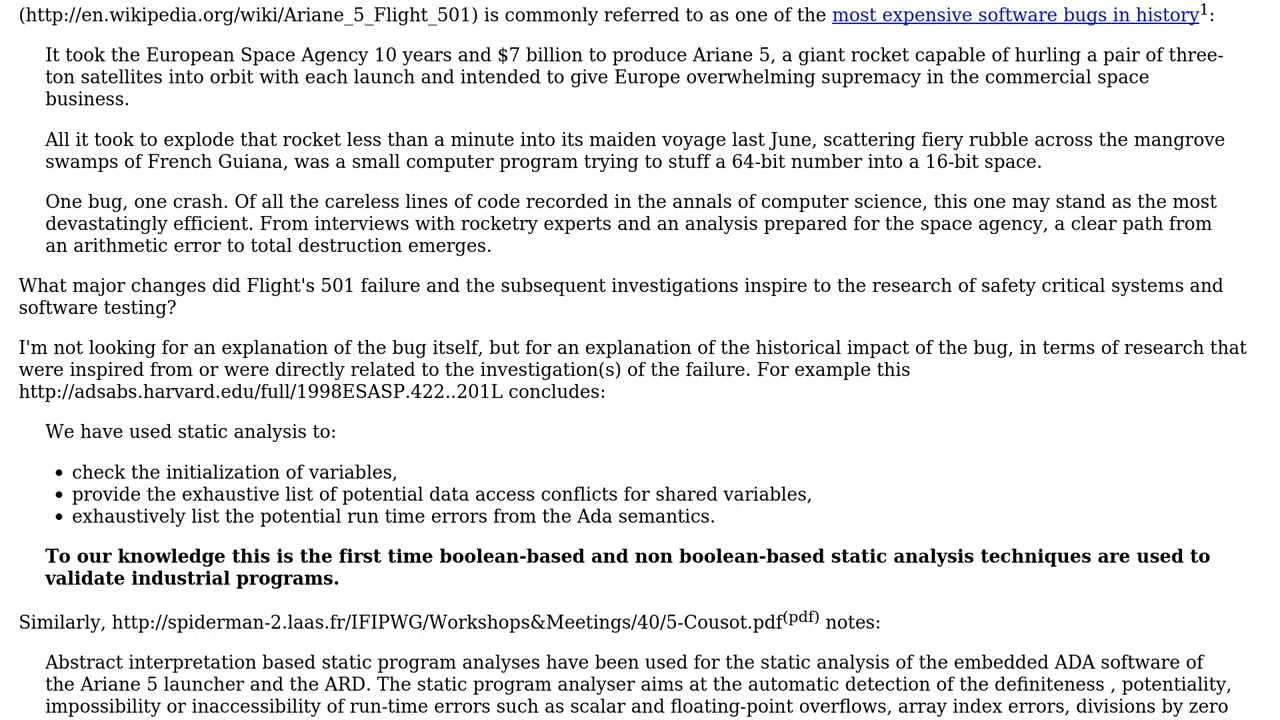 (http://en.wikipedia.org/wiki/Ariane_5_Flight_501) is commonly referred to as one of the most expensive software bugs in history1:
It took the European Space Agency 10 years and $7 billion to produce Ariane 5, a giant rocket capable of hurling a pair of three-
ton satellites into orbit with each launch and intended to give Europe overwhelming supremacy in the commercial space
business.
All it took to explode that rocket less than a minute into its maiden voyage last June, scattering fiery rubble across the mangrove
swamps of French Guiana, was a small computer program trying to stuff a 64-bit number into a 16-bit space.
One bug, one crash. Of all the careless lines of code recorded in the annals of computer science, this one may stand as the most
devastatingly efficient. From interviews with rocketry experts and an analysis prepared for the space agency, a clear path from
an arithmetic error to total destruction emerges.
What major changes did Flight's 501 failure and the subsequent investigations inspire to the research of safety critical systems and
software testing?
I'm not looking for an explanation of the bug itself, but for an explanation of the historical impact of the bug, in terms of research that
were inspired from or were directly related to the investigation(s) of the failure. For example this
http://adsabs.harvard.edu/full/1998ESASP.422..201L concludes:
We have used static analysis to:
• check the initialization of variables,
• provide the exhaustive list of potential data access conflicts for shared variables,
• exhaustively list the potential run time errors from the Ada semantics.
To our knowledge this is the first time boolean-based and non boolean-based static analysis techniques are used to
validate industrial programs.
Similarly, http://spiderman-2.laas.fr/IFIPWG/Workshops&Meetings/40/5-Cousot.pdf(pdf) notes:
Abstract interpretation based static program analyses have been used for the static analysis of the embedded ADA software of
the Ariane 5 launcher and the ARD. The static program analyser aims at the automatic detection of the definiteness , potentiality,
impossibility or inaccessibility of run-time errors such as scalar and floating-point overflows, array index errors, divisions by zero